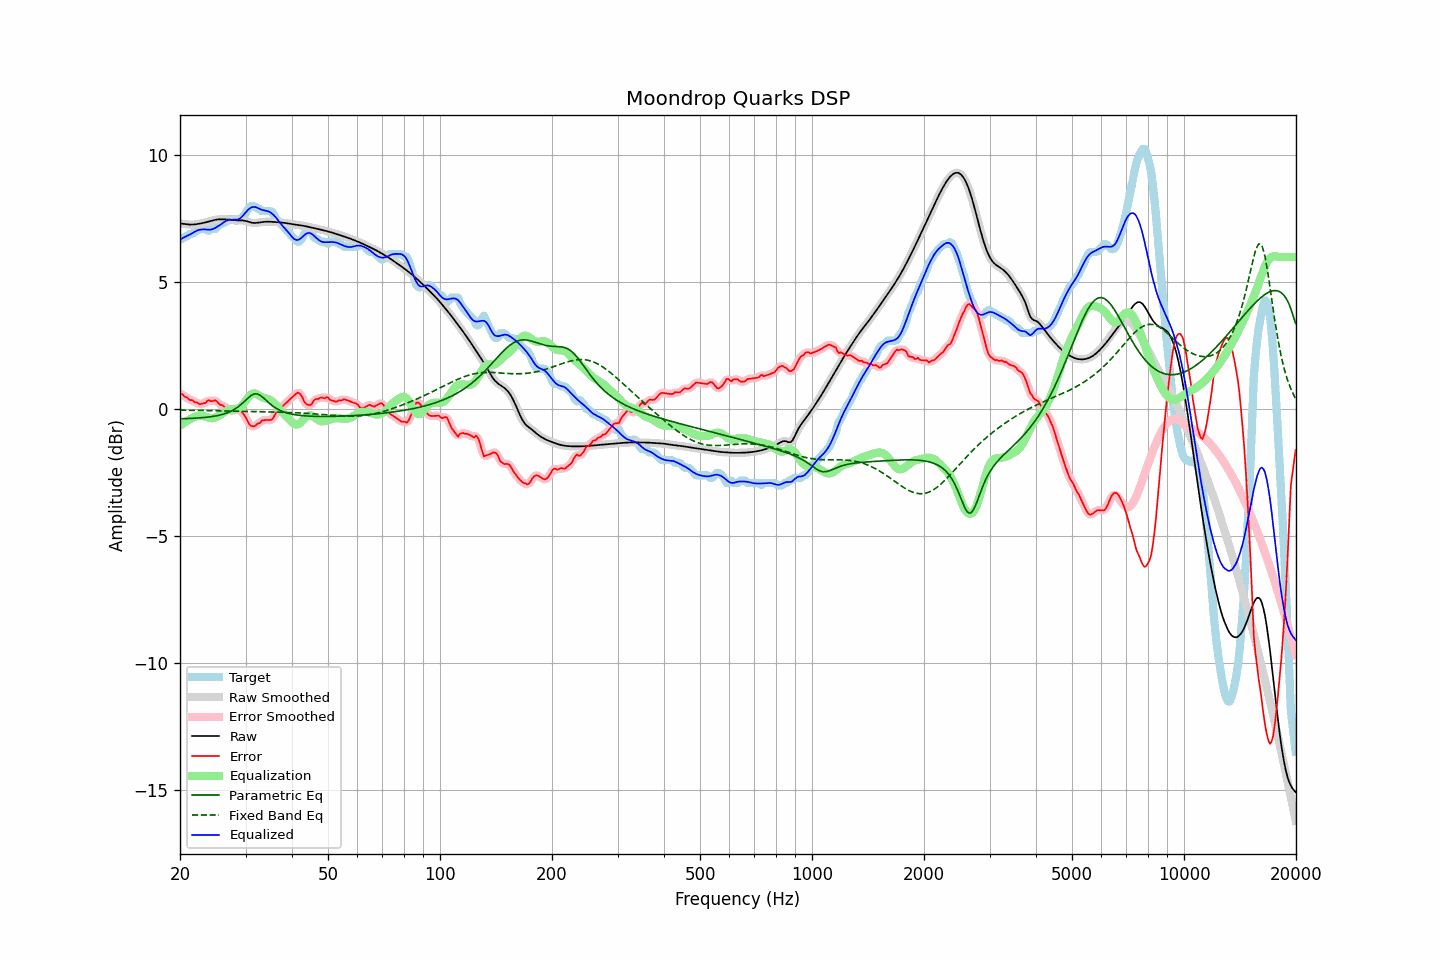 Moondrop Quarks DSP
Amplitude (dBr)
10
5
0
−5
−10
−15
Target
Raw Smoothed
Error Smoothed
Raw
Error
Equalization
Parametric Eq
Fixed Band Eq
Equalized
20 50 100 200 500 1000 2000 5000 10000 20000
Frequency (Hz)